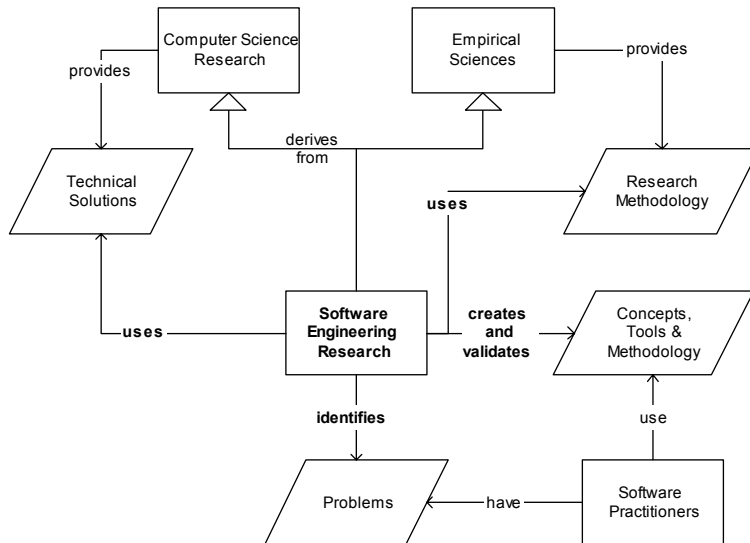 Computer Science
Research
Empirical
Sciences
provides
provides
derives
from
Technical
Solutions
Research
Methodology
uses
Software
Engineering
Research
creates
and
validates
Concepts,
Tools &
Methodology
uses
identifies
use
Problems
have
Software
Practitioners